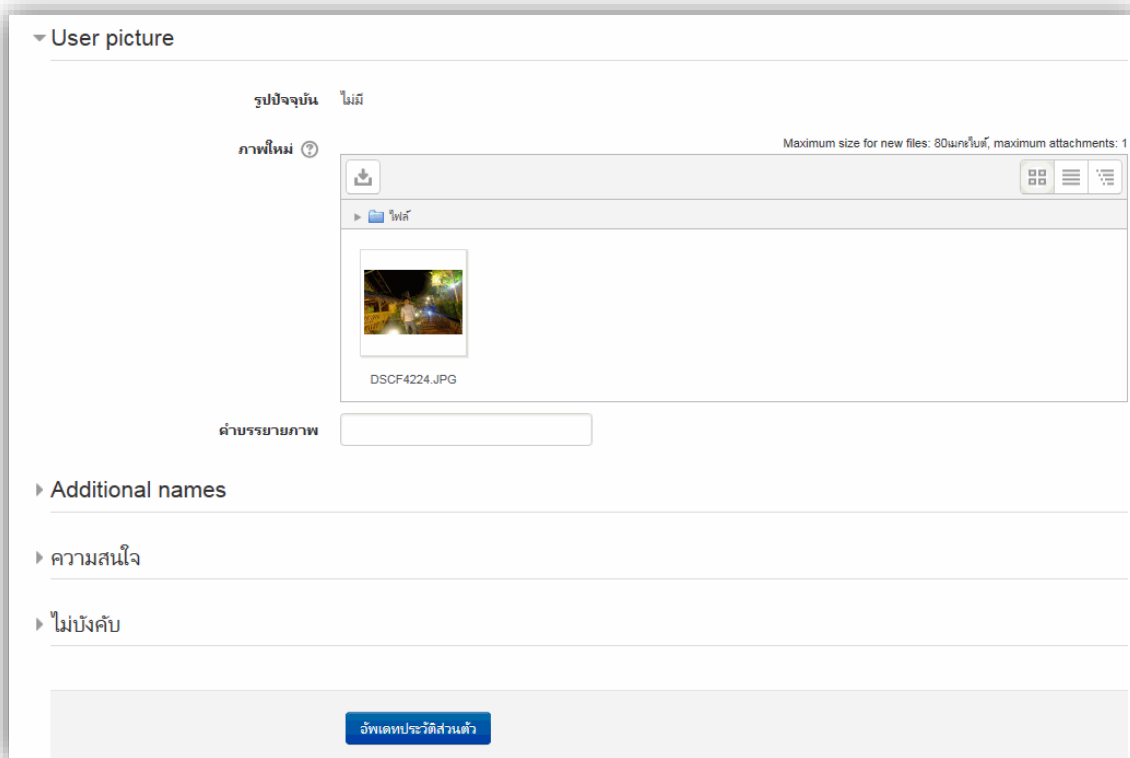 User picture
รูปปัจจุบัน ไม่มี
ภาพใหม่
Maximum size for new files: 80เมกะไบต์, maximum attachments: 1
ไฟล์
DSCF4224.JPG
คำบรรยายภาพ
Additional names
ความสนใจ
ไม่บังคับ
อัพเดทประวัติส่วนตัว